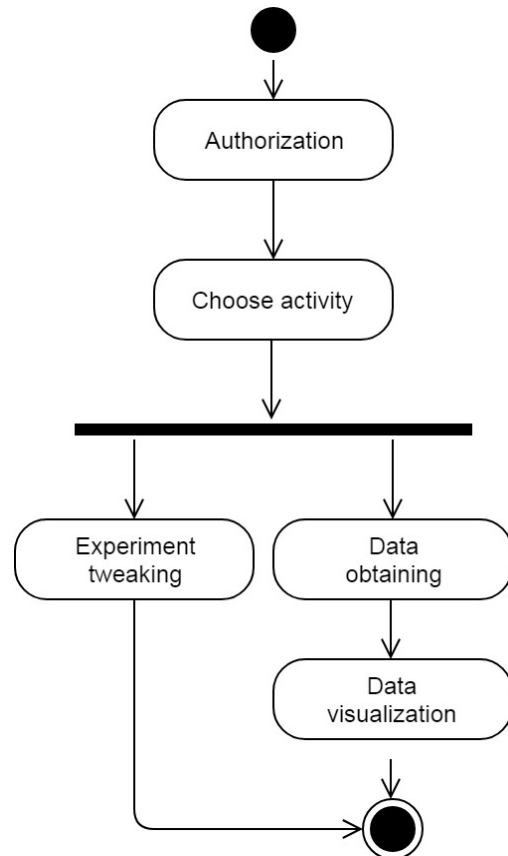 Authorization
Choose activity
Experiment
tweaking
Data
obtaining
Data
visualization